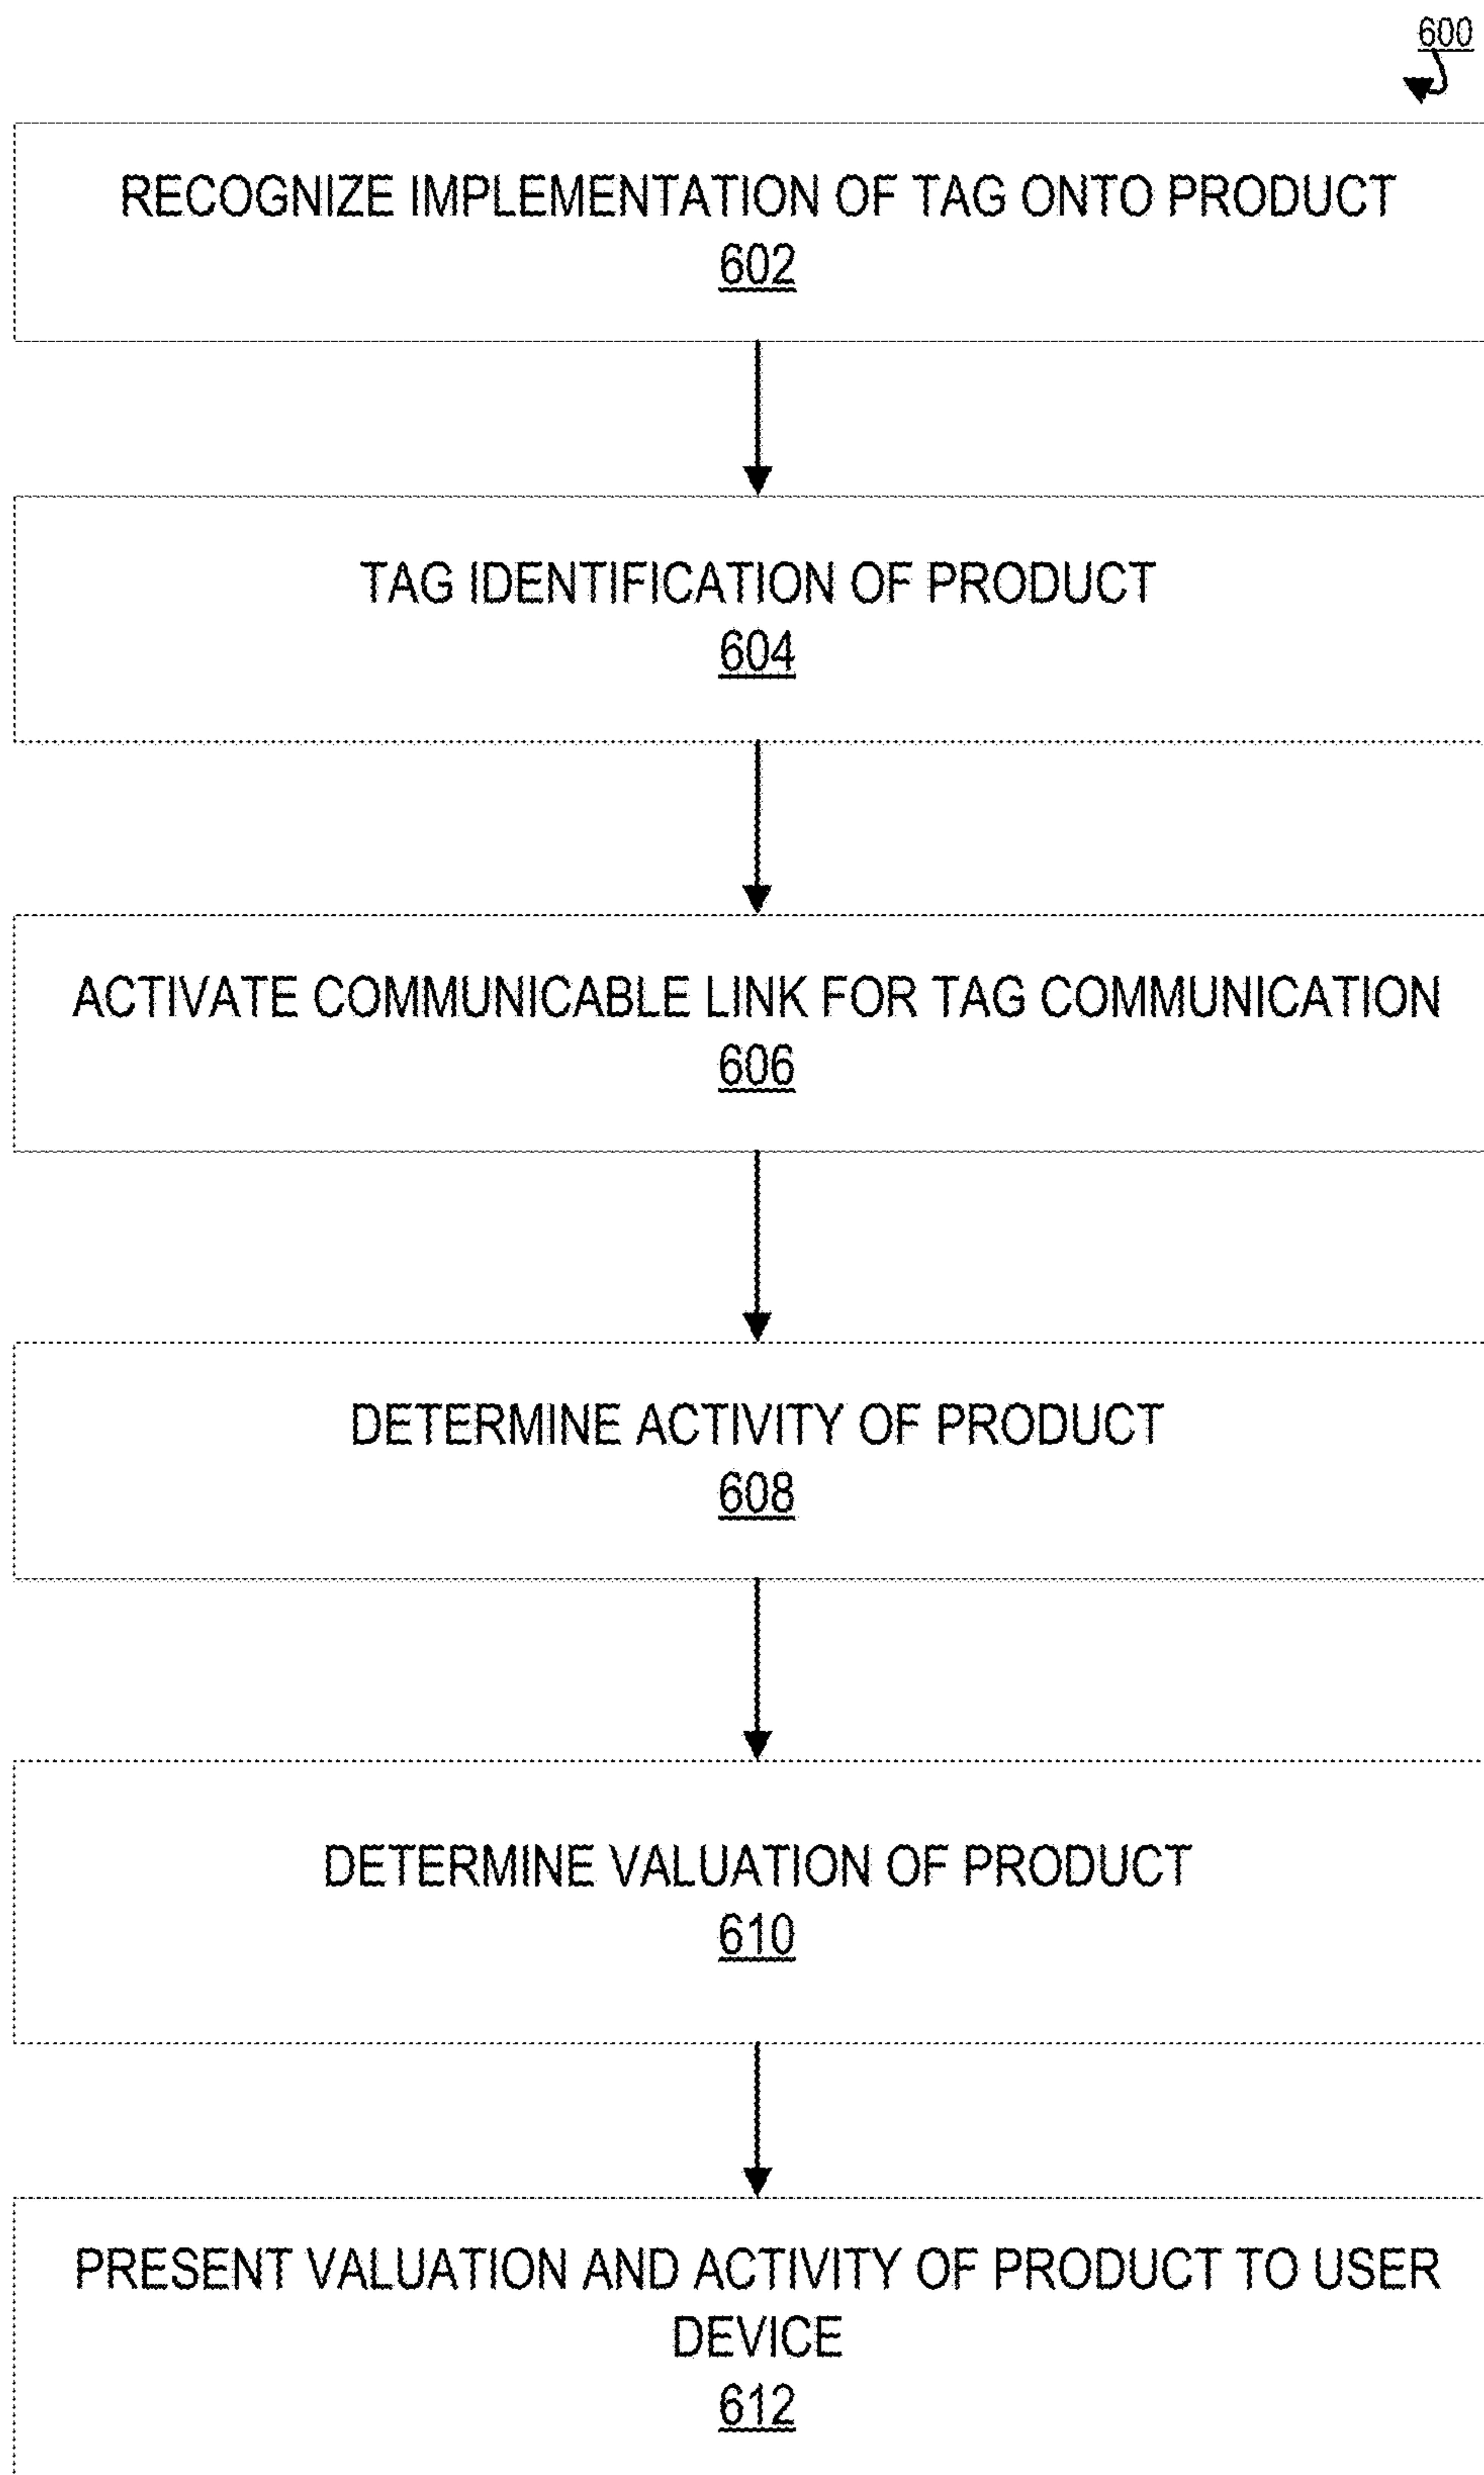 600
RECOGNIZE IMPLEMENTATION OF TAG ONTO PRODUCT
602
TAG IDENTIFICATION OF PRODUCT
604
ACTIVATE COMMUNICABLE LINK FOR TAG COMMUNICATION
606
DETERMINE ACTIVITY OF PRODUCT
608
DETERMINE VALUATION OF PRODUCT
610
PRESENT VALUATION AND ACTIVITY OF PRODUCT TO USER
DEVICE
612